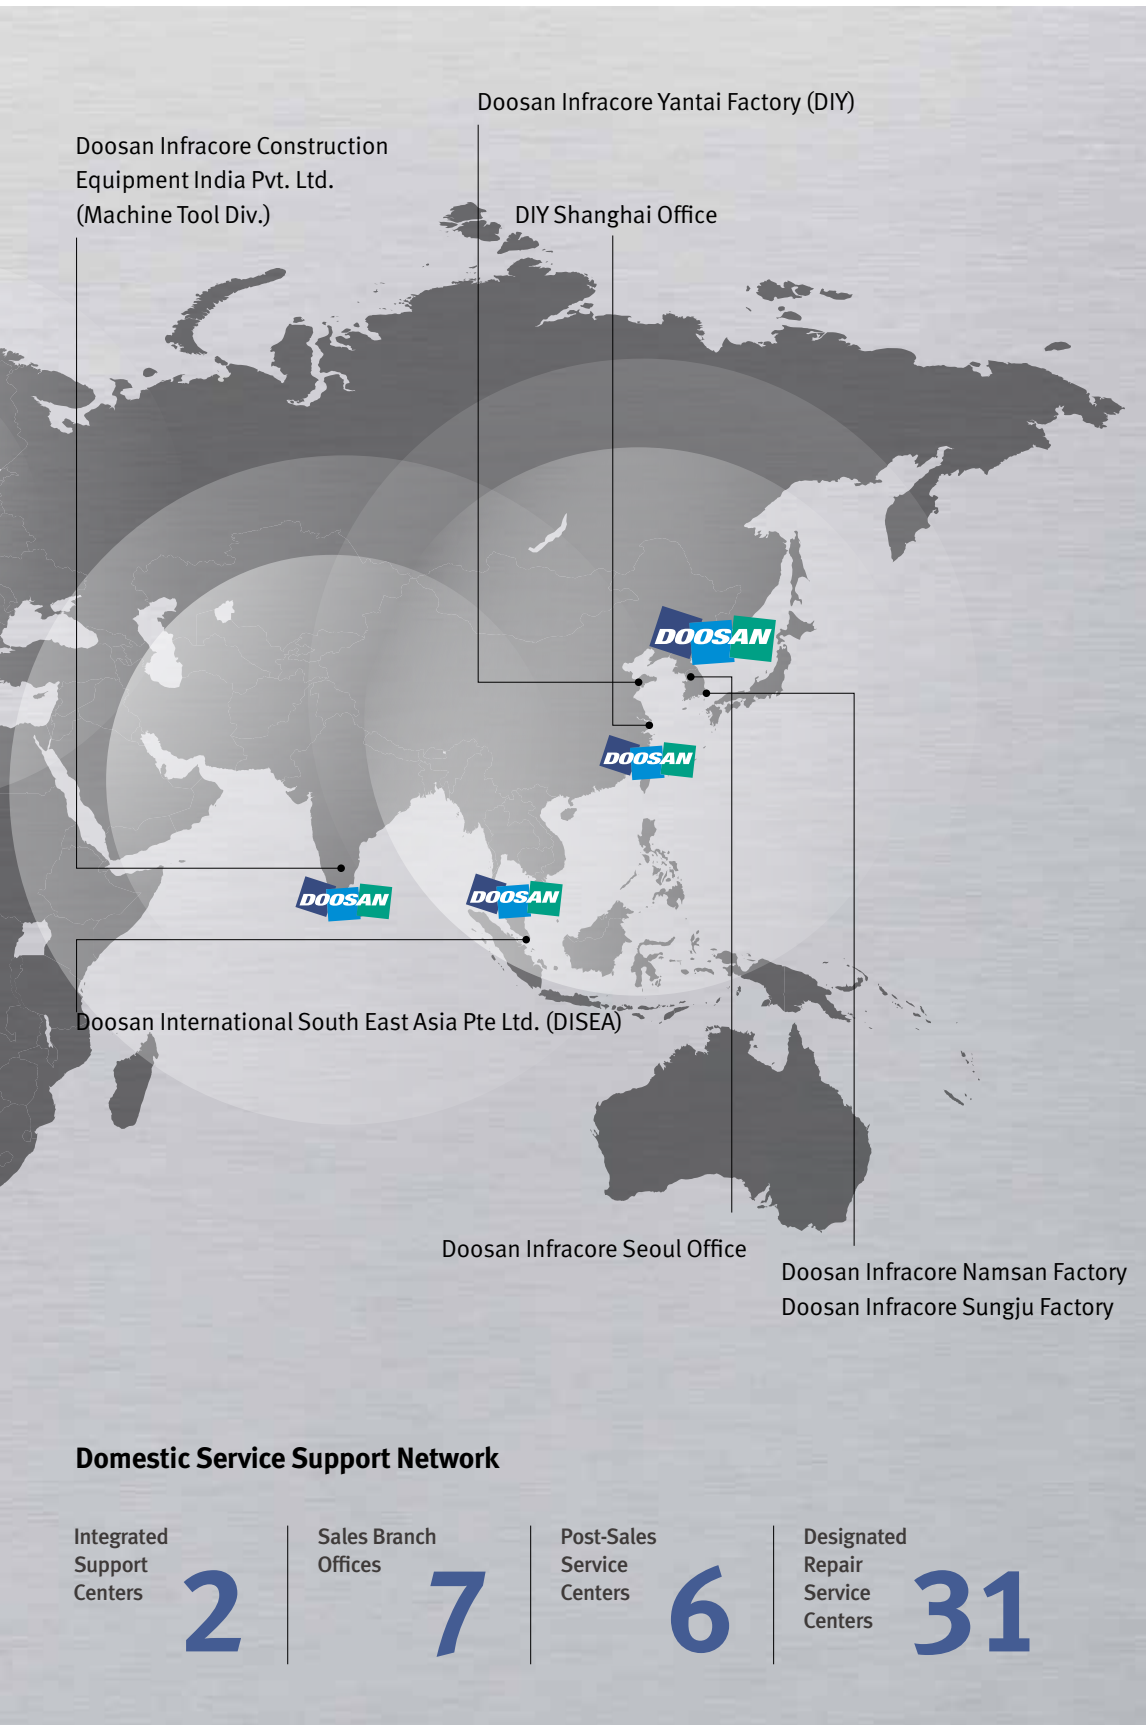 Doosan Infracore Yantai Factory (DIY)
Doosan Infracore Construction
Equipment India Pvt. Ltd.
(Machine Tool Div.)
DIY Shanghai Office
DOOSAN
DOOSAN
DOOSAN
DOOSAN
Doosan International South East Asia Pte Ltd. (DISEA)
Doosan Infracore Seoul Office
Doosan Infracore Namsan Factory
Doosan Infracore Sungju Factory
Domestic Service Support Network
Integrated
Support
Centers
2
Sales Branch
Offices
7
Post-Sales
Service
Centers
6
Designated
Repair
Service
Centers
31